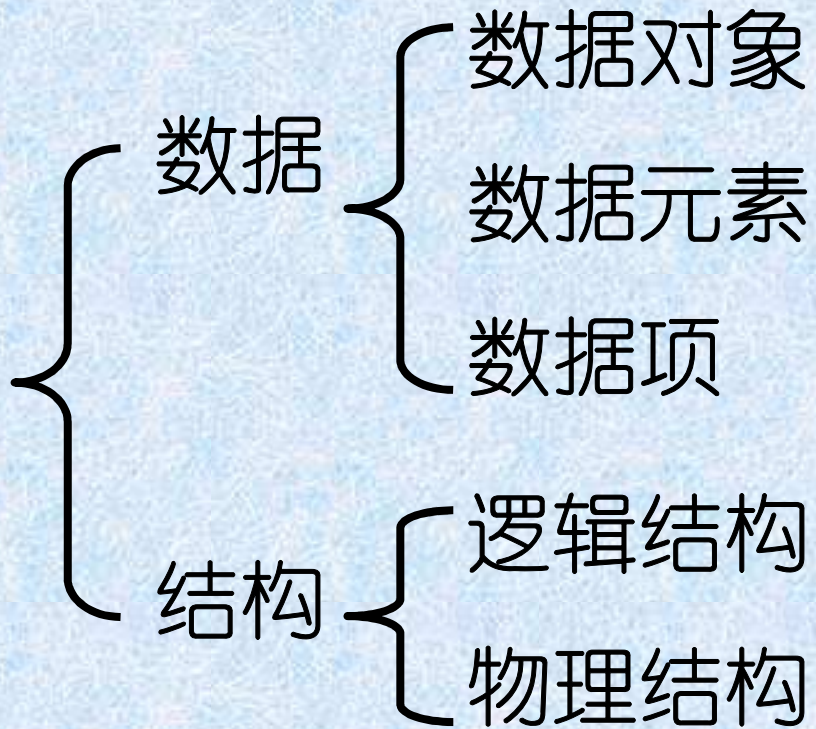 数据
数据对象
数据元素
数据项
结构
逻辑结构
物理结构